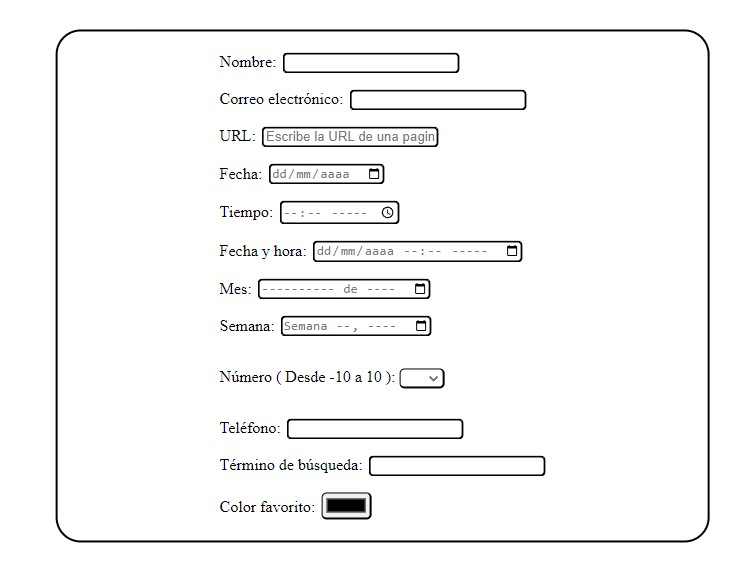 Nombre:
Correo electrónico:
URL: Escribe la URL de una pagin
Fecha: dd/mm/aaaa
Tiempo: --:-- -----
Fecha y hora: dd/mm/aaaa --:-- -----
Mes: ---------- de ----
Semana: Semana --, ----
Número ( Desde -10 a 10 ):
Teléfono:
Término de búsqueda:
Color favorito: